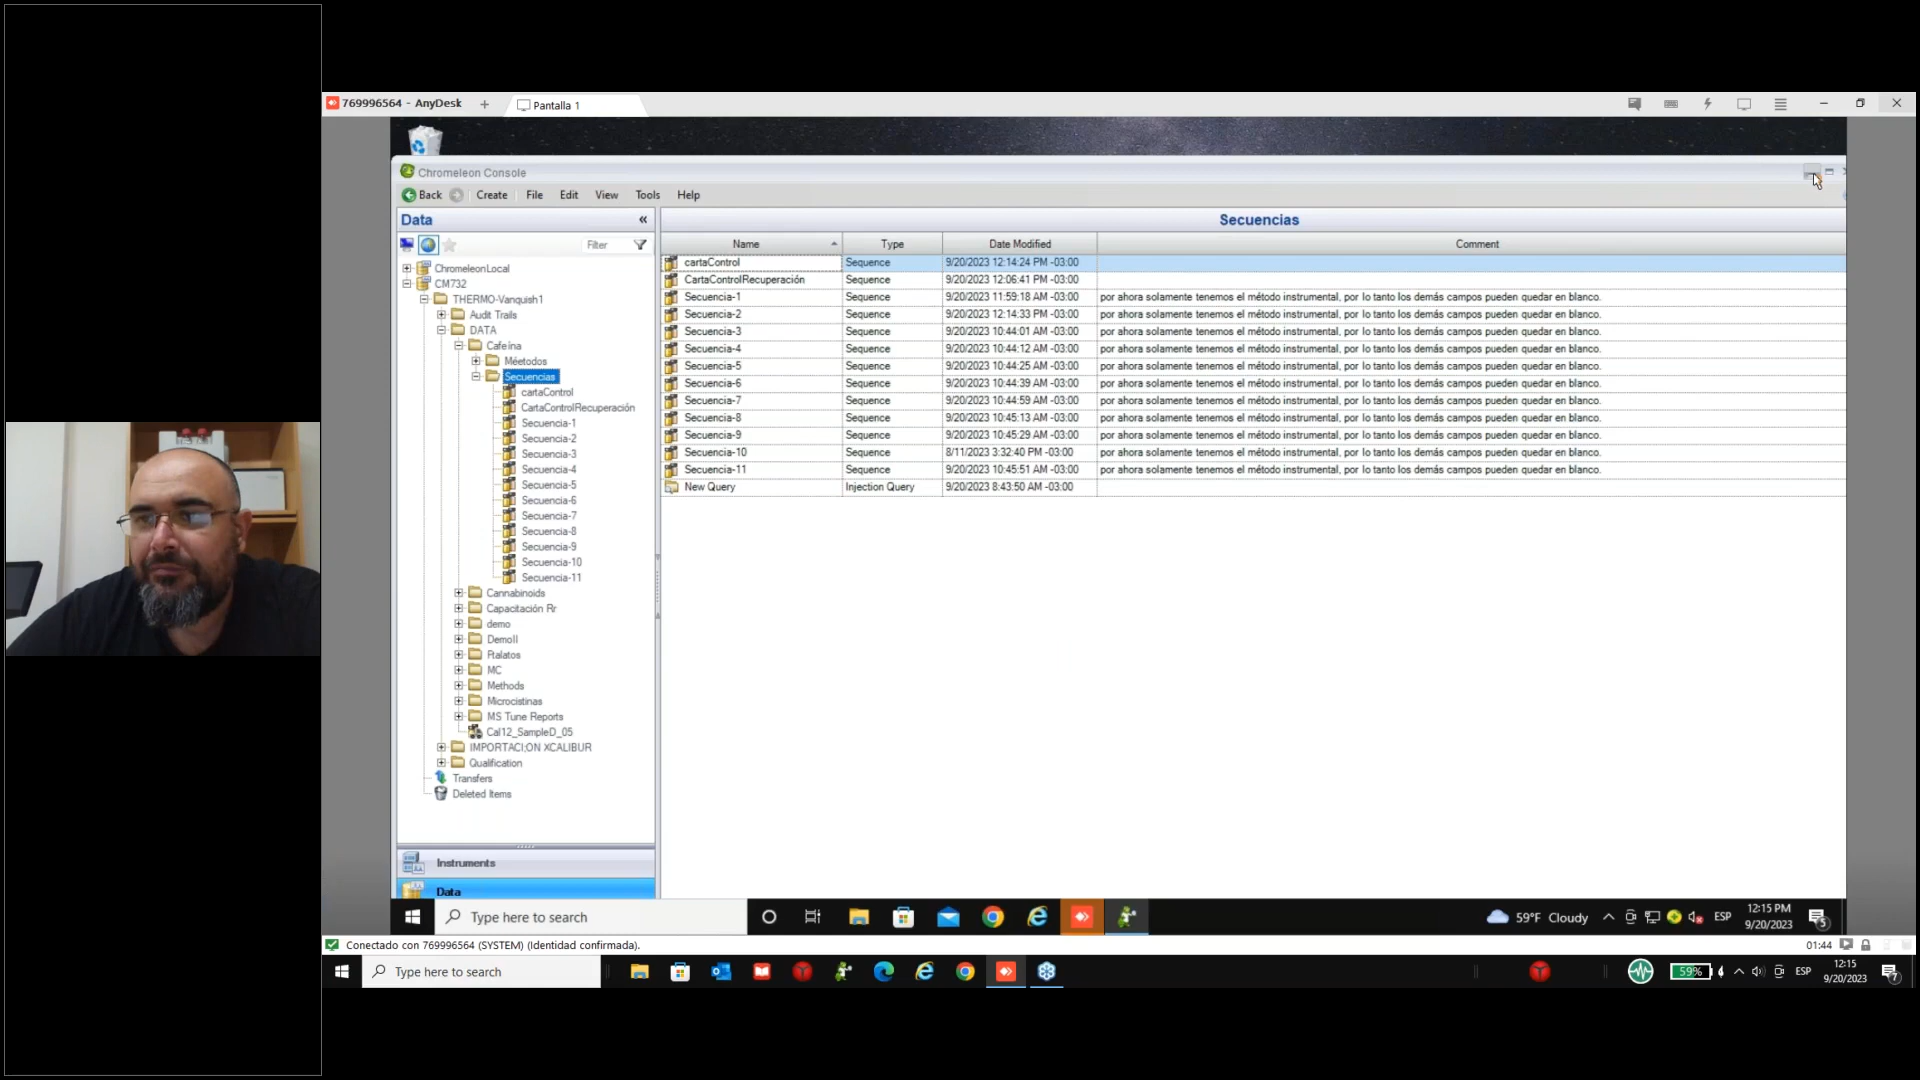 769996564 - AnyDesk
+
Pantalla 1
Chromeleon Console
Back Create File Edit View Tools Help
Data «
Secuencias
Filter
Name Type Date Modified Comment
cartaControl Sequence 9/20/2023 12:14:24 PM -03:00
CartaControlRecuperación Sequence 9/20/2023 12:06:41 PM -03:00
Secuencia-1 Sequence 9/20/2023 11:59:18 AM -03:00 por ahora solamente tenemos el método instrumental, por lo tanto los demás campos pueden quedar en blanco.
Secuencia-2 Sequence 9/20/2023 12:14:33 PM -03:00 por ahora solamente tenemos el método instrumental, por lo tanto los demás campos pueden quedar en blanco.
Secuencia-3 Sequence 9/20/2023 10:44:01 AM -03:00 por ahora solamente tenemos el método instrumental, por lo tanto los demás campos pueden quedar en blanco.
Secuencia-4 Sequence 9/20/2023 10:44:12 AM -03:00 por ahora solamente tenemos el método instrumental, por lo tanto los demás campos pueden quedar en blanco.
Secuencia-5 Sequence 9/20/2023 10:44:25 AM -03:00 por ahora solamente tenemos el método instrumental, por lo tanto los demás campos pueden quedar en blanco.
Secuencia-6 Sequence 9/20/2023 10:44:39 AM -03:00 por ahora solamente tenemos el método instrumental, por lo tanto los demás campos pueden quedar en blanco.
Secuencia-7 Sequence 9/20/2023 10:44:59 AM -03:00 por ahora solamente tenemos el método instrumental, por lo tanto los demás campos pueden quedar en blanco.
Secuencia-8 Sequence 9/20/2023 10:45:13 AM -03:00 por ahora solamente tenemos el método instrumental, por lo tanto los demás campos pueden quedar en blanco.
Secuencia-9 Sequence 9/20/2023 10:45:29 AM -03:00 por ahora solamente tenemos el método instrumental, por lo tanto los demás campos pueden quedar en blanco.
Secuencia-10 Sequence 8/11/2023 3:32:40 PM -03:00 por ahora solamente tenemos el método instrumental, por lo tanto los demás campos pueden quedar en blanco.
Secuencia-11 Sequence 9/20/2023 10:45:51 AM -03:00 por ahora solamente tenemos el método instrumental, por lo tanto los demás campos pueden quedar en blanco.
New Query Injection Query 9/20/2023 8:43:50 AM -03:00
ChromeleonLocal
CM732
THERMO-Vanquish1
Audit Trails
DATA
Cafeína
Méetodos
Secuencias
cartaControl
CartaControlRecuperación
Secuencia-1
Secuencia-2
Secuencia-3
Secuencia-4
Secuencia-5
Secuencia-6
Secuencia-7
Secuencia-8
Secuencia-9
Secuencia-10
Secuencia-11
Cannabinoids
Capacitación Rr
demo
DemoII
Ftalatos
MC
Methods
Microcistinas
MS Tune Reports
Cal12_SampleD_05
IMPORTACI;ON XCALIBUR
Qualification
Transfers
Deleted Items
Instruments
Data
Type here to search
59°F Cloudy
ESP
12:15 PM
9/20/2023
5
Conectado con 769996564 (SYSTEM) (Identidad confirmada).
01:44
Type here to search
59%
ESP
12:15
9/20/2023
7